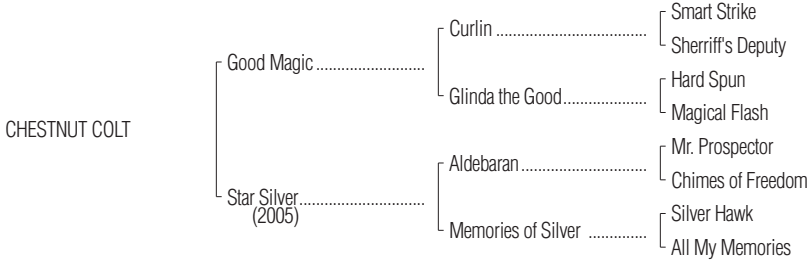 Smart Strike
Curlin ....................................
Sherriff's Deputy
Good Magic ..........................
Hard Spun
Glinda the Good....................
Magical Flash
CHESTNUT COLT
Mr. Prospector
Aldebaran..............................
Chimes of Freedom
Star Silver..............................
(2005)
Silver Hawk
Memories of Silver ..............
All My Memories